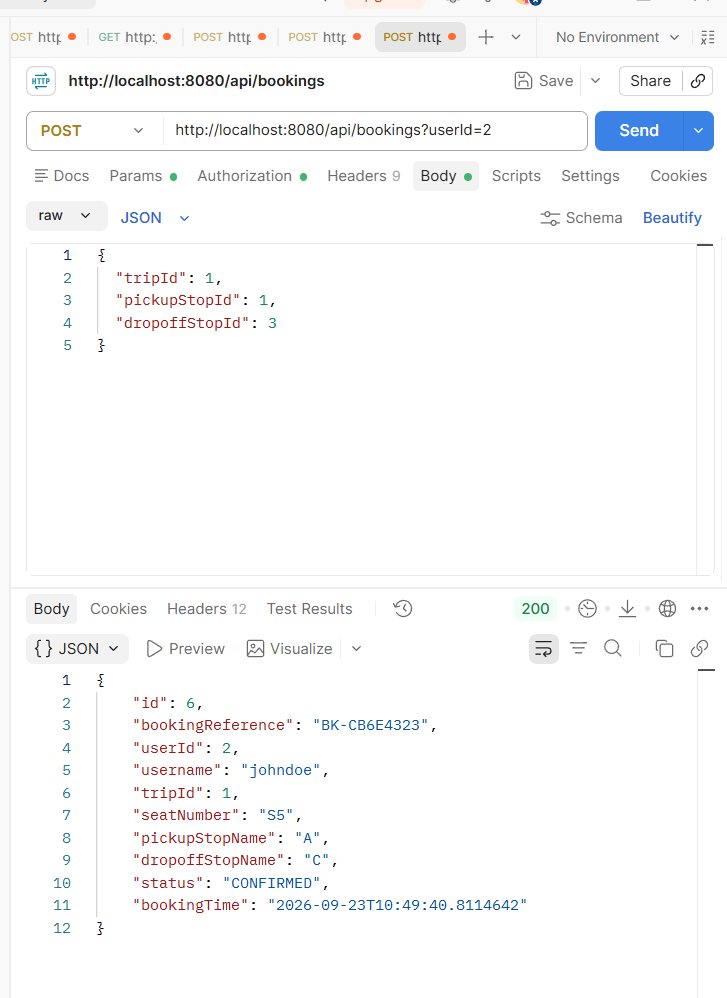 OST http
GET http:
POST http
POST http
POST http
No Environment
HTTP http://localhost:8080/api/bookings
Save
Share
POST
http://localhost:8080/api/bookings?userId=2
Send
Docs Params Authorization Headers 9 Body Scripts Settings Cookies
raw JSON Schema Beautify
1 {
2 "tripId": 1,
3 "pickupStopId": 1,
4 "dropoffStopId": 3
5 }
Body Cookies Headers 12 Test Results 200
{} JSON Preview Visualize
1 {
2 "id": 6,
3 "bookingReference": "BK-CB6E4323",
4 "userId": 2,
5 "username": "johndoe",
6 "tripId": 1,
7 "seatNumber": "S5",
8 "pickupStopName": "A",
9 "dropoffStopName": "C",
10 "status": "CONFIRMED",
11 "bookingTime": "2026-09-23T10:49:40.8114642"
12 }